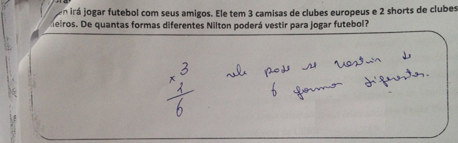 irá jogar futebol com seus amigos. Ele tem 3 camisas de clubes europeus e 2 shorts de clubes
eiros. De quantas formas diferentes Nilton poderá vestir para jogar futebol?
3 ele pode se vestir de
x 2 6 formas diferentes.
6